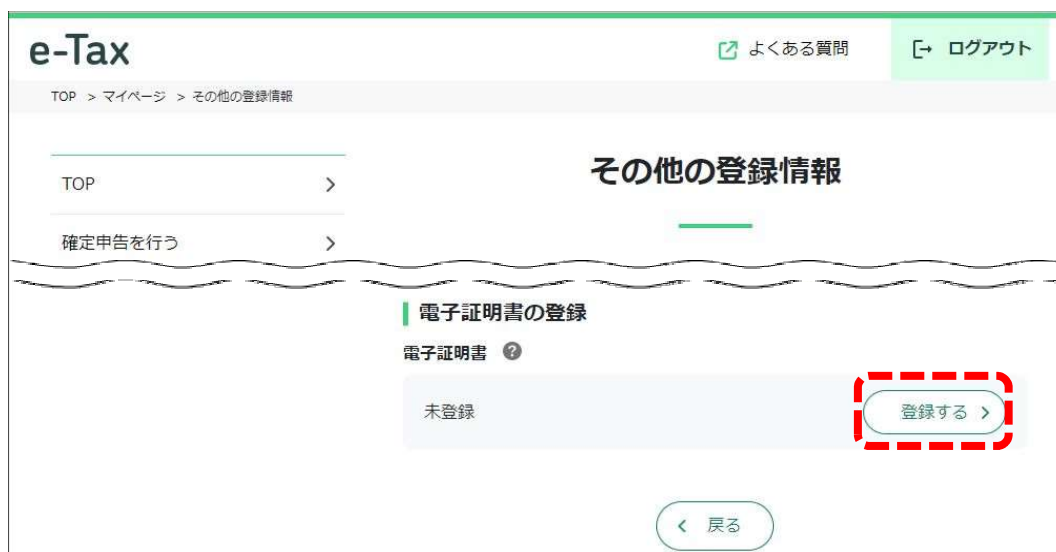 e-Tax
よくある質問
ログアウト
TOP > マイページ > その他の登録情報
TOP
確定申告を行う
その他の登録情報
電子証明書の登録
電子証明書 ?
未登録
登録する
戻る